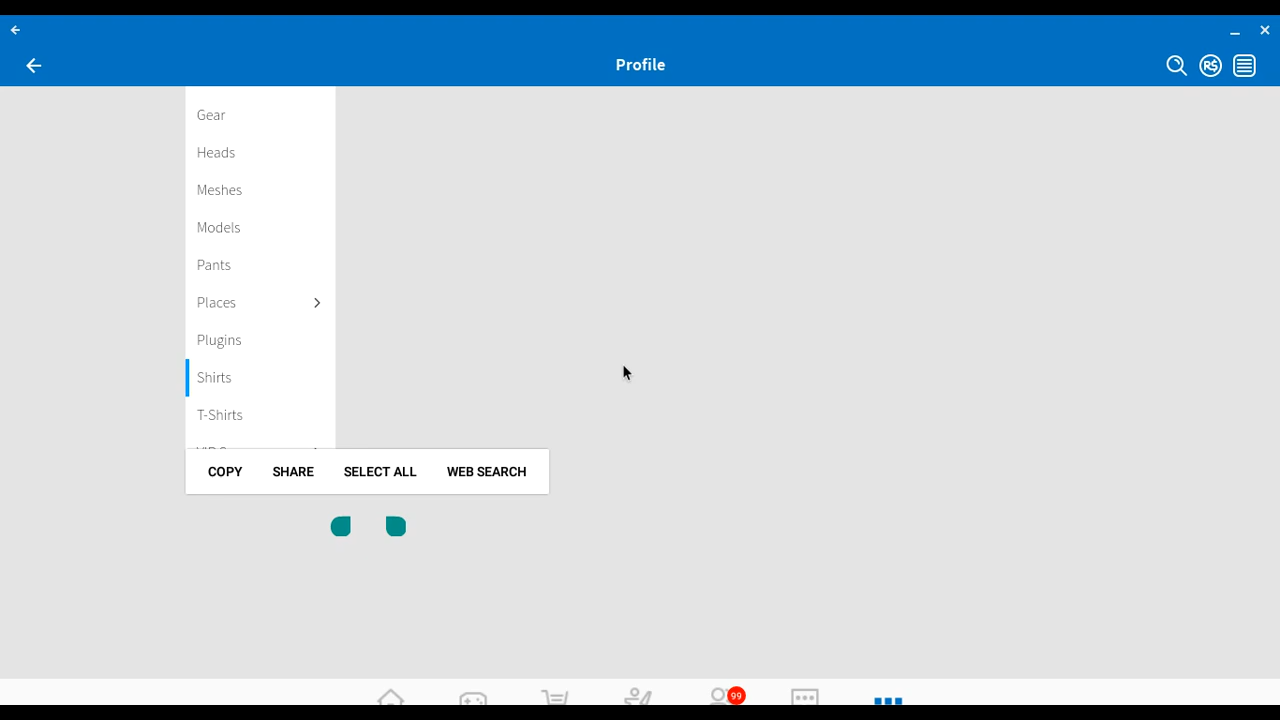 Profile
R$
Gear
Heads
Meshes
Models
Pants
Places
Plugins
Shirts
T-Shirts
COPY SHARE SELECT ALL WEB SEARCH
99